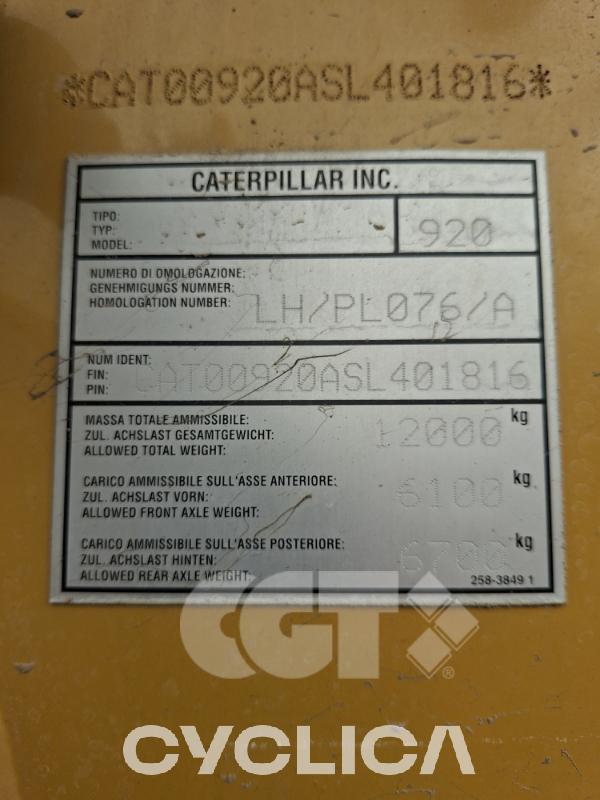 *CAT00920ASL401816*
CATERPILLAR INC.
TIPO:
TYP:
MODEL:
920
NUMERO DI OMOLOGAZIONE:
GENEHMIGUNGS NUMMER:
HOMOLOGATION NUMBER:
LH/PL076/A
NUM IDENT:
FIN:
PIN:
CAT00920ASL401816
MASSA TOTALE AMMISSIBILE:
ZUL. ACHSLAST GESAMTGEWICHT:
ALLOWED TOTAL WEIGHT:
12000 kg
CARICO AMMISSIBILE SULL'ASSE ANTERIORE:
ZUL. ACHSLAST VORN:
ALLOWED FRONT AXLE WEIGHT:
6100 kg
CARICO AMMISSIBILE SULL'ASSE POSTERIORE:
ZUL. ACHSLAST HINTEN:
ALLOWED REAR AXLE WEIGHT:
6700 kg
258-3849 1
CGT®
CYCLICA